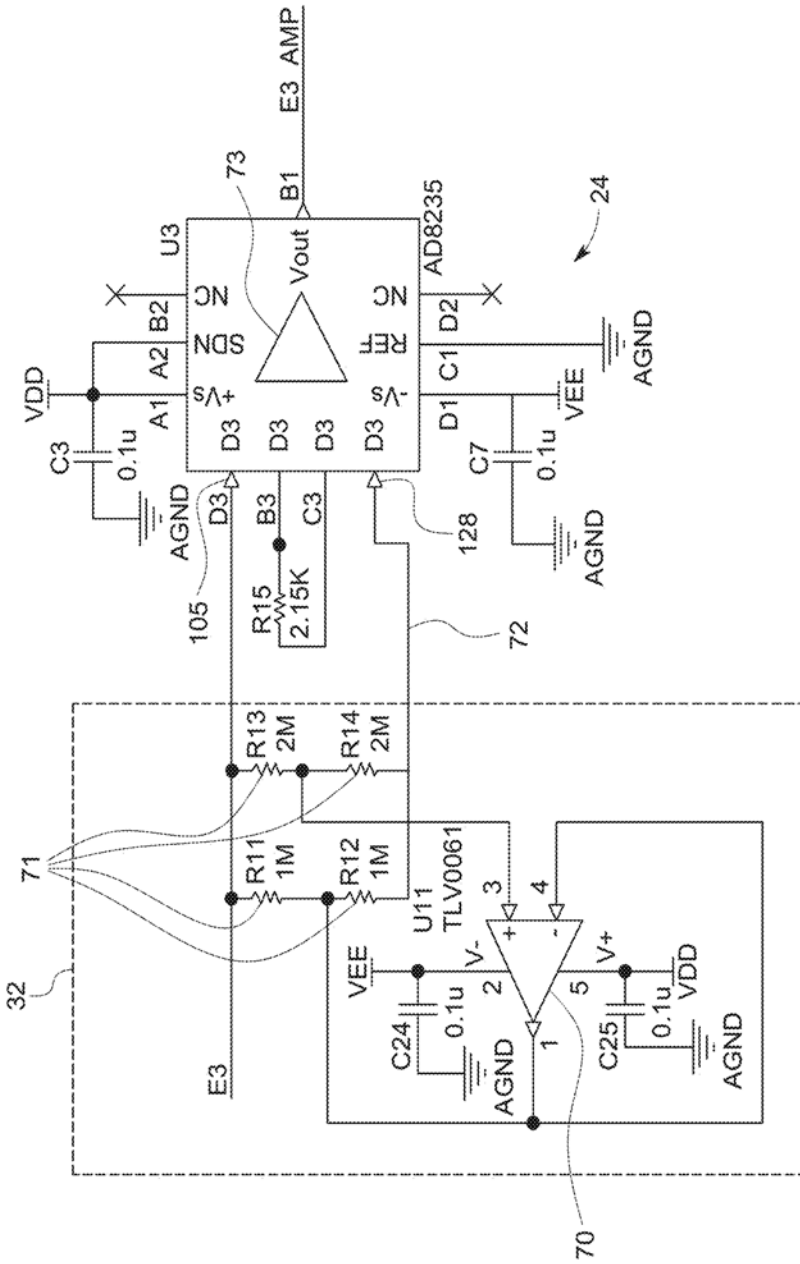 E3 AMP
B1
73
U3
Vout
AD8235
24
B2
NC
NC
D2
A2
SDN
REF
C1
AGND
VDD
A1
+Vs
-Vs
D1
VEE
C3
0.1u
AGND
D3
D3
D3
D3
C7
0.1u
AGND
105
D3
B3
C3
128
R15
2.15K
72
71
R13
2M
R14
2M
R11
1M
R12
1M
U11
TLV0061
32
E3
VEE
V-
2
3
+
4
-
5
V+
VDD
C24
0.1u
AGND
1
C25
0.1u
AGND
70